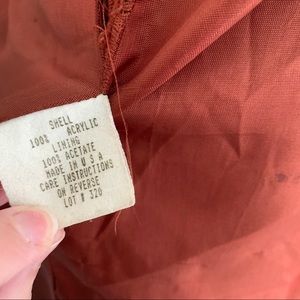 SHELL
100% ACRYLIC
LINING
100% ACETATE
MADE IN U S A
CARE INSTRUCTIONS
ON REVERSE
LOT # 320